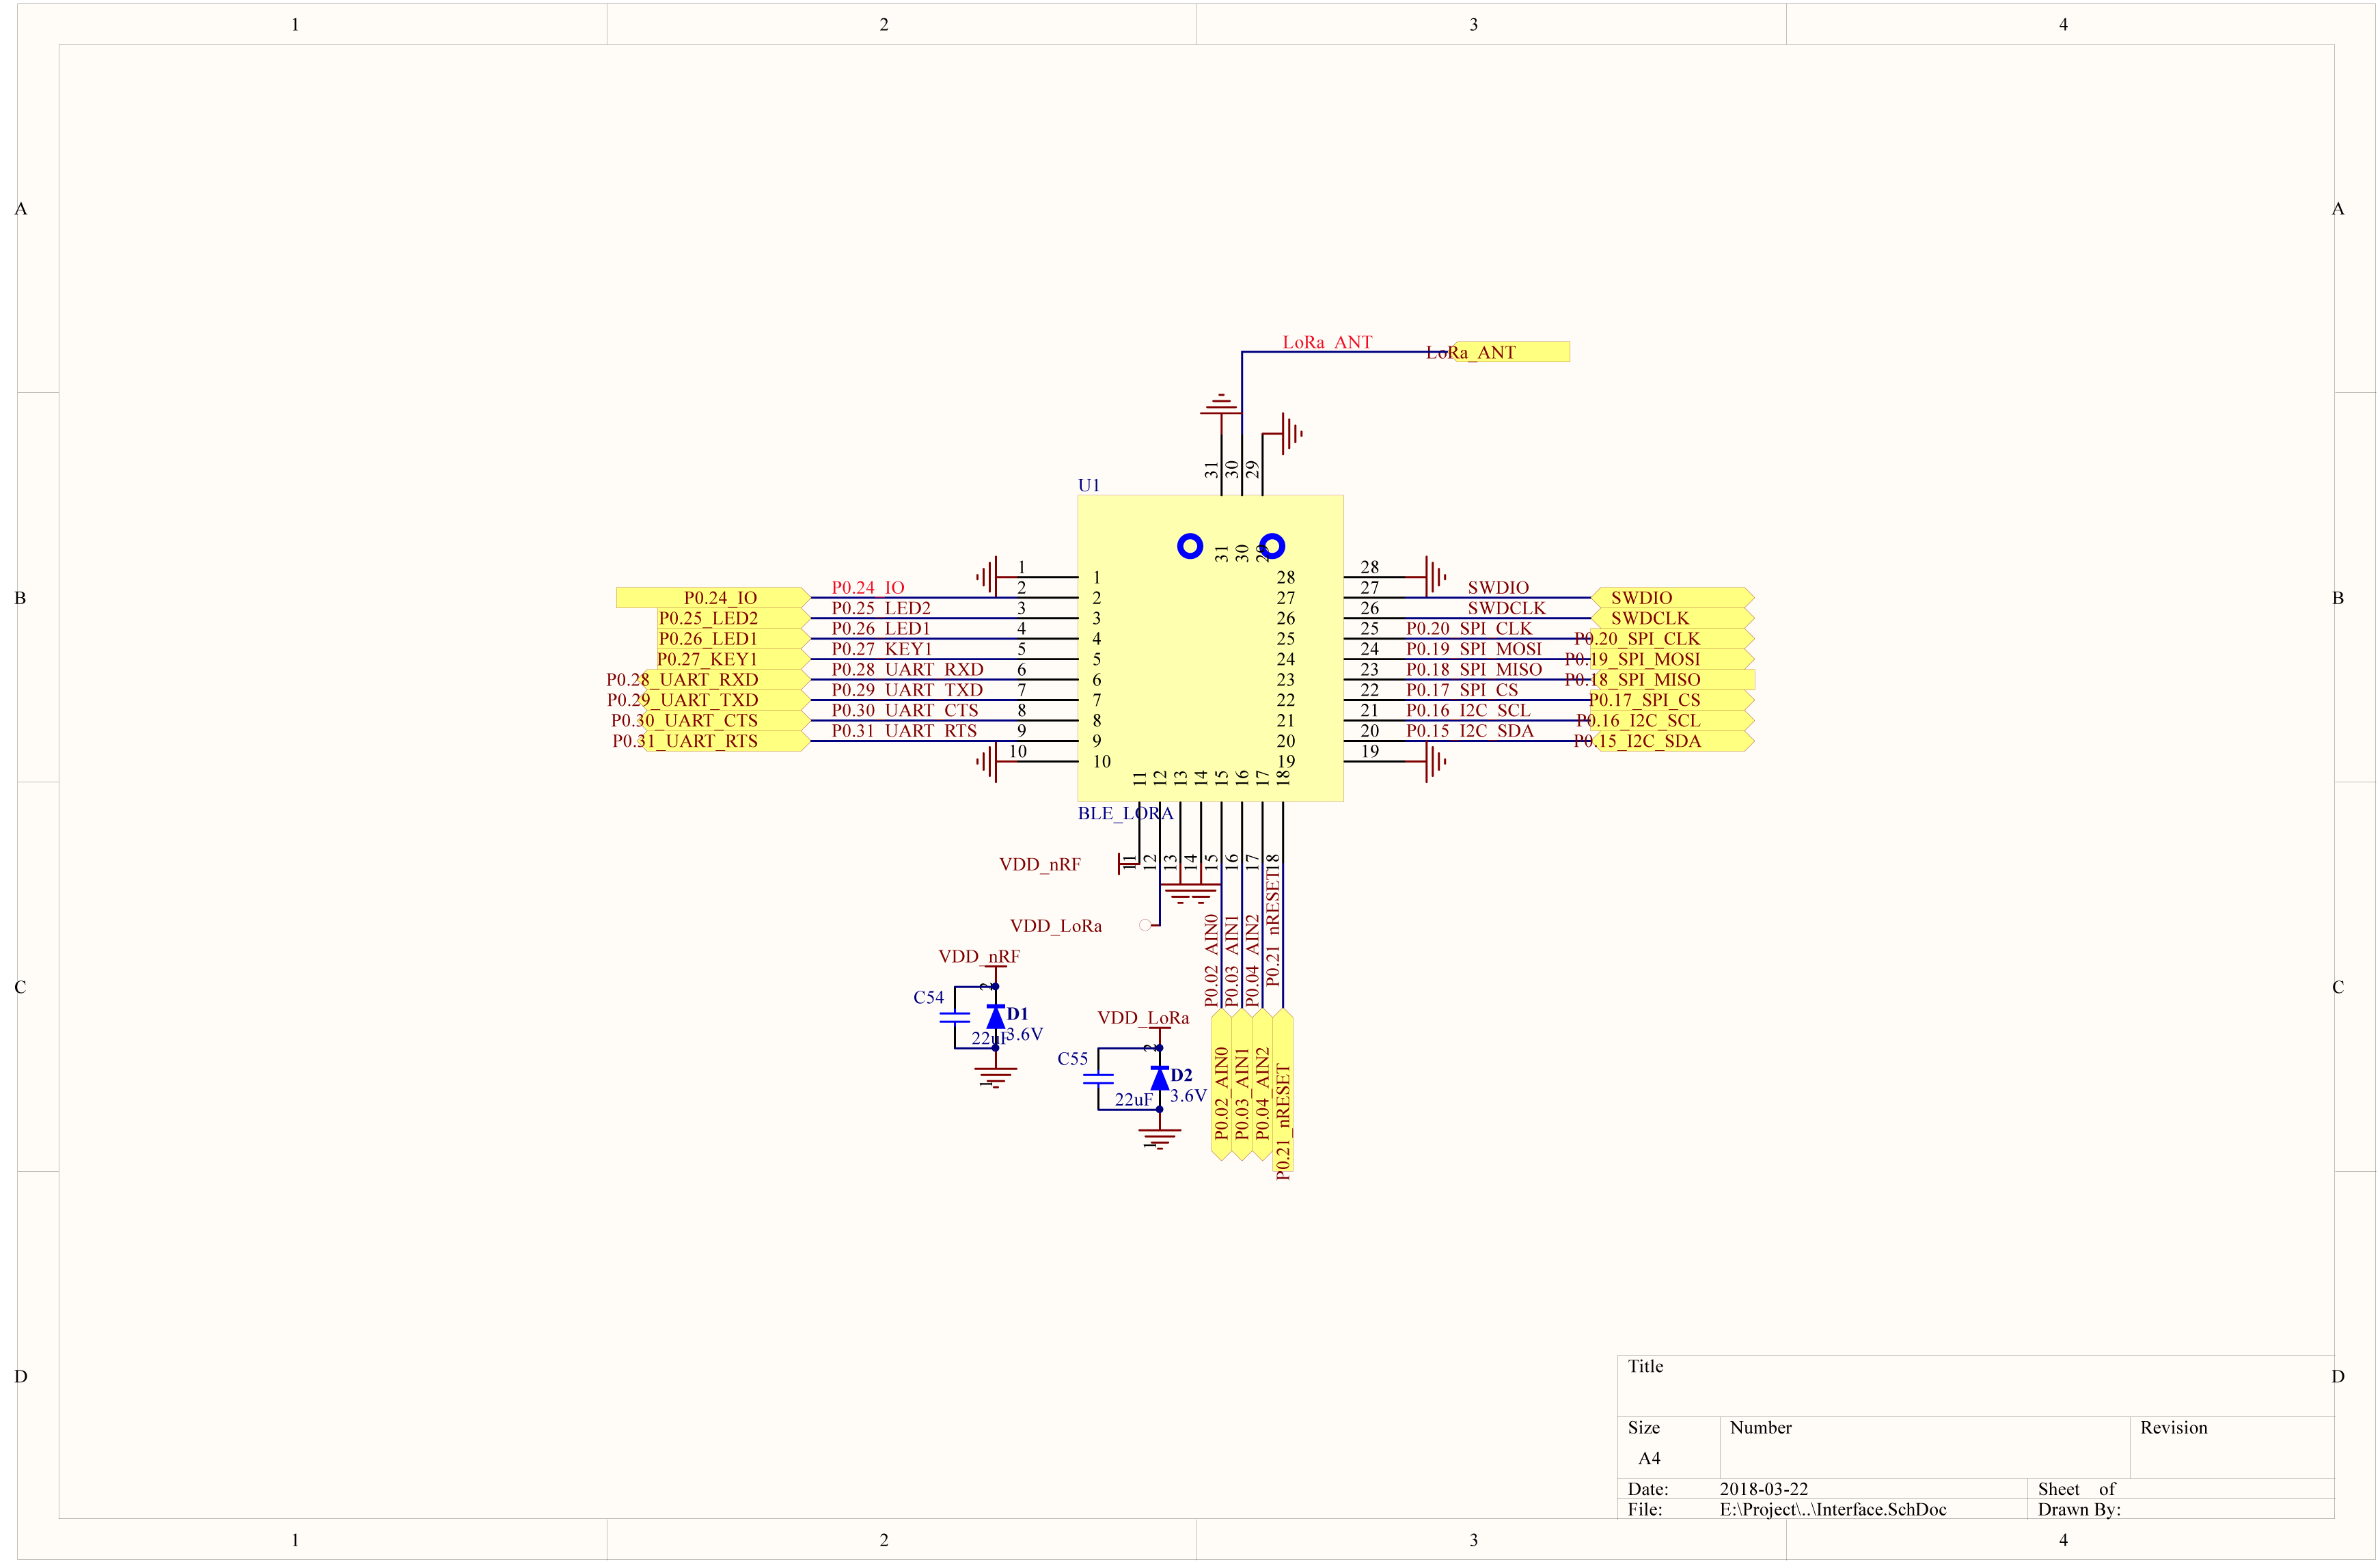 1 2 3 4
A A
LoRa_ANT LoRa_ANT
31 30 29
U1
31 30 29
1 1 28 28
B B
P0.24_IO P0.24_IO 2 2 27 27 SWDIO SWDIO
P0.25_LED2 P0.25_LED2 3 3 26 26 SWDCLK SWDCLK
P0.26_LED1 P0.26_LED1 4 4 25 25 P0.20_SPI_CLK P0.20_SPI_CLK
P0.27_KEY1 P0.27_KEY1 5 5 24 24 P0.19_SPI_MOSI P0.19_SPI_MOSI
P0.28_UART_RXD P0.28_UART_RXD 6 6 23 23 P0.18_SPI_MISO P0.18_SPI_MISO
P0.29_UART_TXD P0.29_UART_TXD 7 7 22 22 P0.17_SPI_CS P0.17_SPI_CS
P0.30_UART_CTS P0.30_UART_CTS 8 8 21 21 P0.16_I2C_SCL P0.16_I2C_SCL
P0.31_UART_RTS P0.31_UART_RTS 9 9 20 20 P0.15_I2C_SDA P0.15_I2C_SDA
10 10 19 19
11 12 13 14 15 16 17 18
BLE_LORA
VDD_nRF
11 12 13 14 15 16 17 18
VDD_LoRa
P0.02_AIN0 P0.03_AIN1 P0.04_AIN2 P0.21_nRESET
VDD_nRF
2
C C
C54
D1
22uF 3.6V
1
VDD_LoRa
2
C55
D2
22uF 3.6V
1
P0.02_AIN0 P0.03_AIN1 P0.04_AIN2 P0.21_nRESET
D D
Title
Size Number Revision
A4
Date: 2018-03-22 Sheet of
File: E:\Project\..\Interface.SchDoc Drawn By:
1 2 3 4